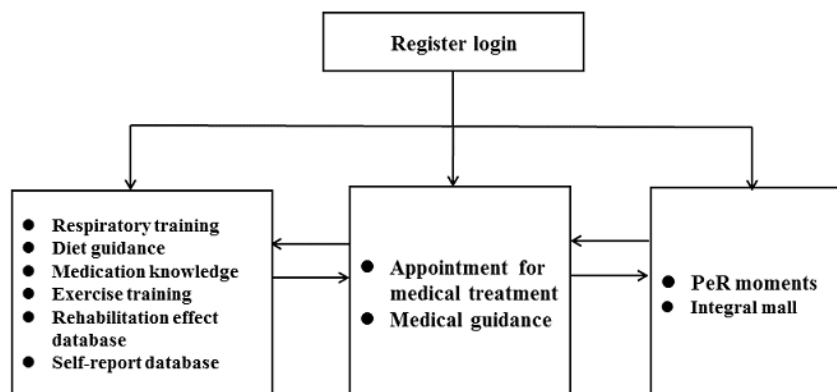 Register login
Respiratory training
Diet guidance
Medication knowledge
Exercise training
Rehabilitation effect
database
Self-report database
Appointment for
medical treatment
Medical guidance
PeR moments
Integral mall